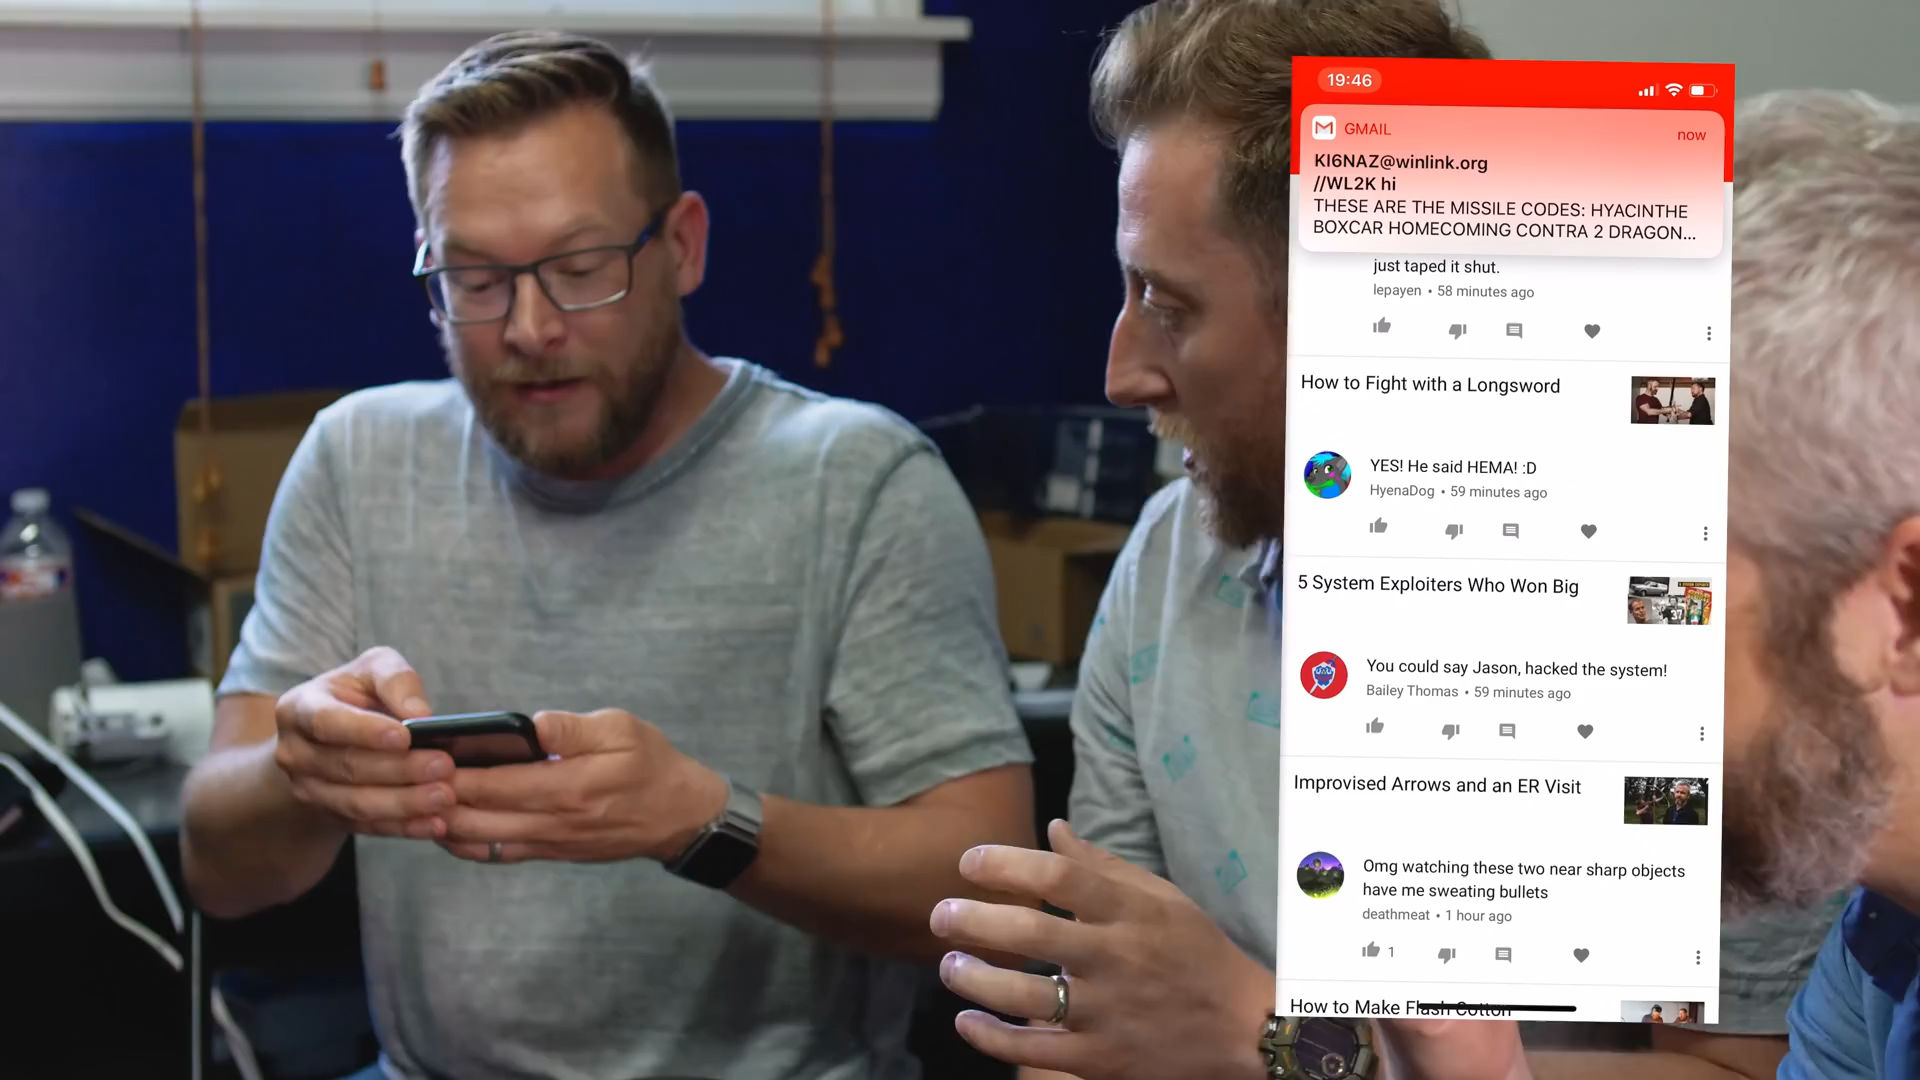 19:46
GMAIL
now
KI6NAZ@winlink.org
//WL2K hi
THESE ARE THE MISSILE CODES: HYACINTHE
BOXCAR HOMECOMING CONTRA 2 DRAGON...
just taped it shut.
lepayen • 58 minutes ago
How to Fight with a Longsword
YES! He said HEMA! :D
HyenaDog • 59 minutes ago
5 System Exploiters Who Won Big
You could say Jason, hacked the system!
Bailey Thomas • 59 minutes ago
Improvised Arrows and an ER Visit
Omg watching these two near sharp objects
have me sweating bullets
deathmeat • 1 hour ago
1
How to Make Flash Cotton